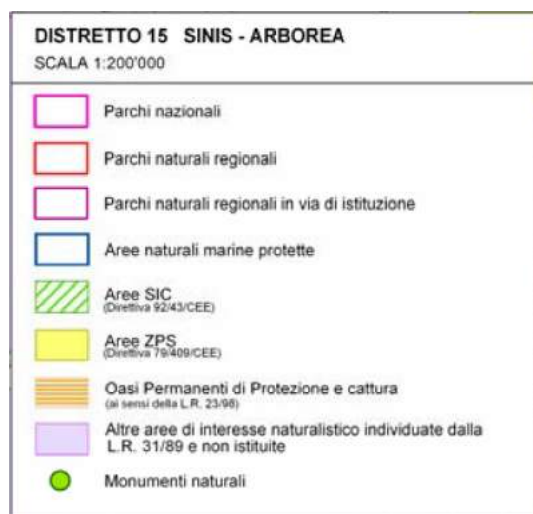 DISTRETTO 15 SINIS - ARBOREA
SCALA 1:200'000
Parchi nazionali
Parchi naturali regionali
Parchi naturali regionali in via di istituzione
Aree naturali marine protette
Aree SIC
(Direttiva 92/43/CEE)
Aree ZPS
(Direttiva 79/409/CEE)
Oasi Permanenti di Protezione e cattura
(ai sensi della L.R. 23/98)
Altre aree di interesse naturalistico individuate dalla
L.R. 31/89 e non istituite
Monumenti naturali